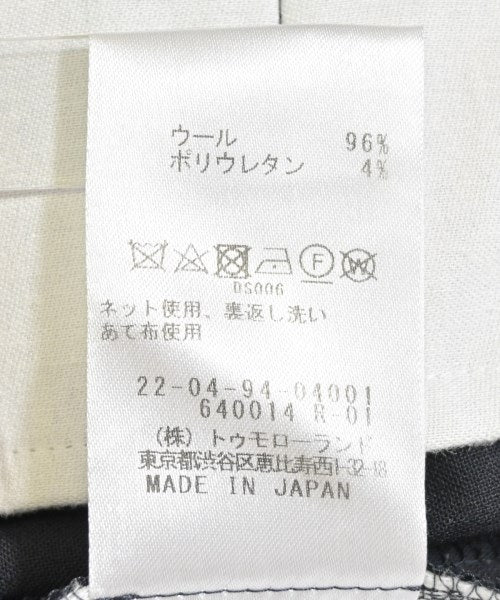 ウール 96%
ポリウレタン 4%
F W
DS006
ネット使用、裏返し洗い
あて布使用
22-04-94-04001
640014 R-01
(株) トゥモローランド
東京都渋谷区恵比寿西1-32-18
MADE IN JAPAN